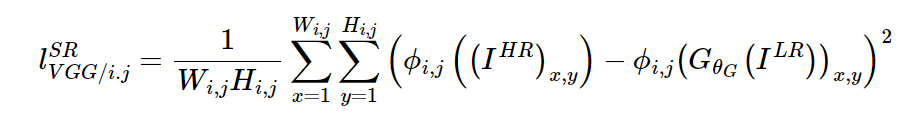 l^{SR}_{VGG/i.j} = \frac{1}{W_{i,j}H_{i,j}} \sum_{x=1}^{W_{i,j}} \sum_{y=1}^{H_{i,j}} \left( \phi_{i,j} \left( \left( I^{HR} \right)_{x,y} \right) - \phi_{i,j} \left( G_{\theta_G} \left( I^{LR} \right) \right)_{x,y} \right)^2